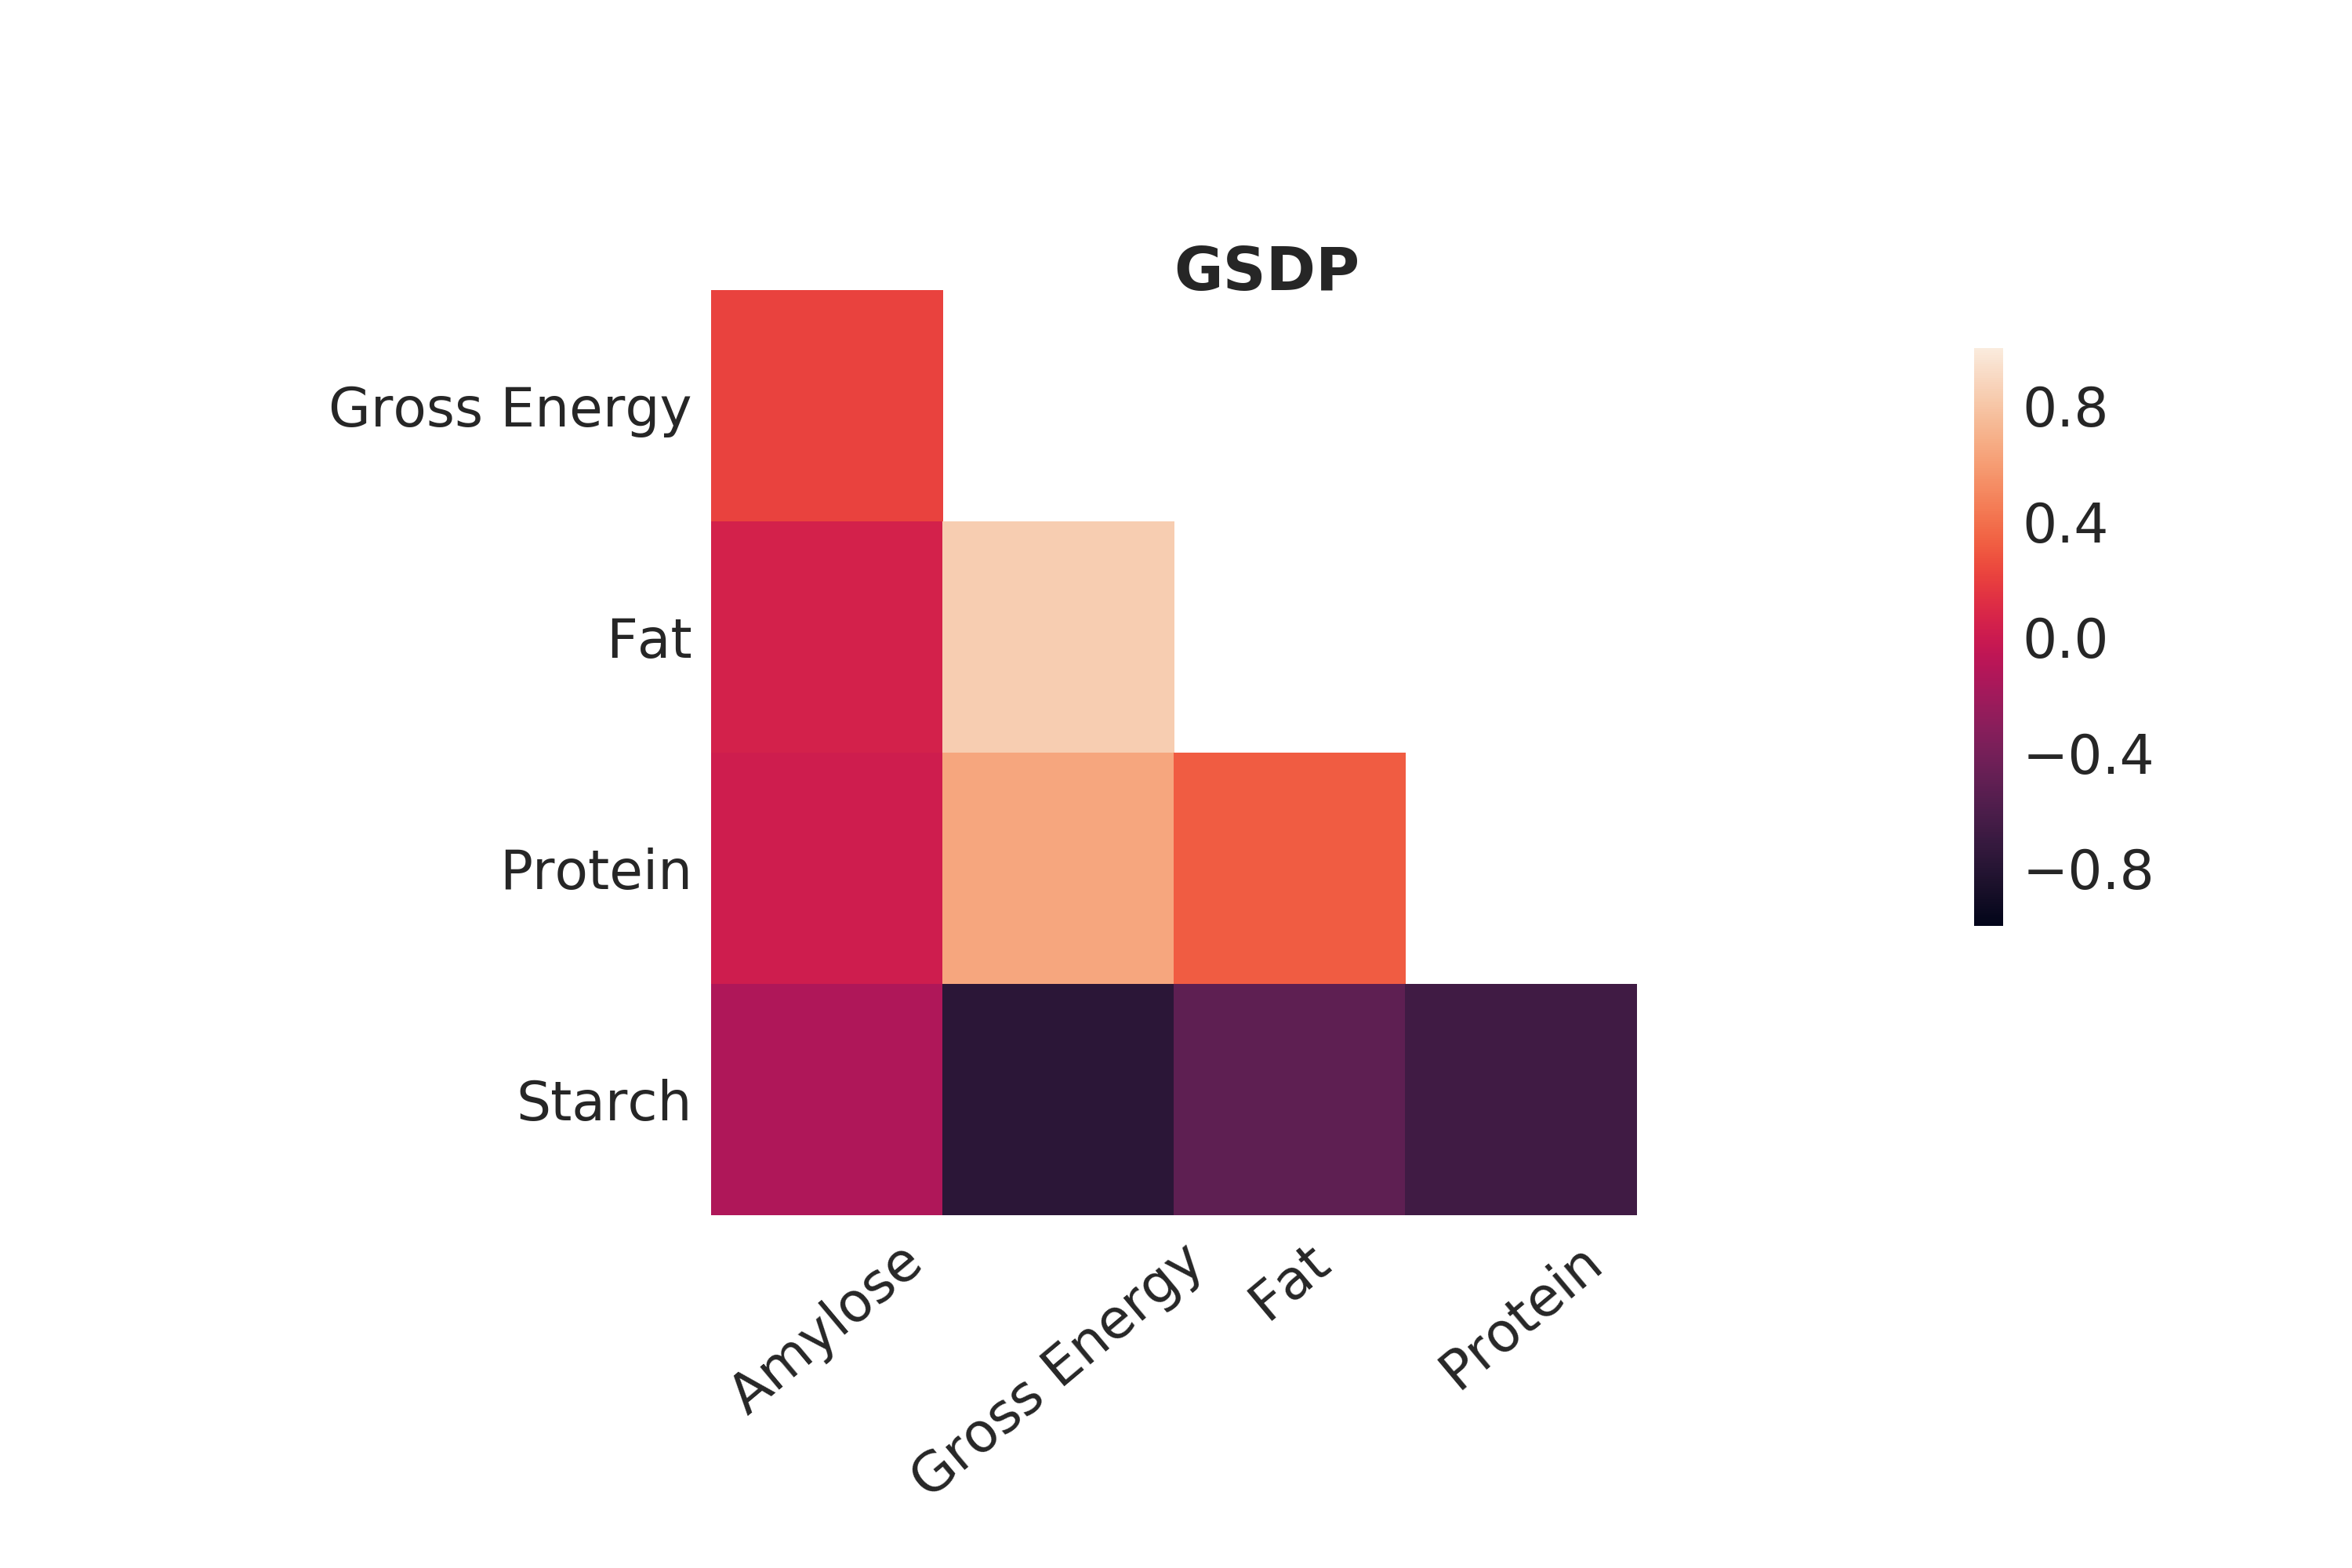 GSDP
Gross Energy
Fat
Protein
Starch
Amylose
Gross Energy
Fat
Protein
0.8
0.4
0.0
−0.4
−0.8